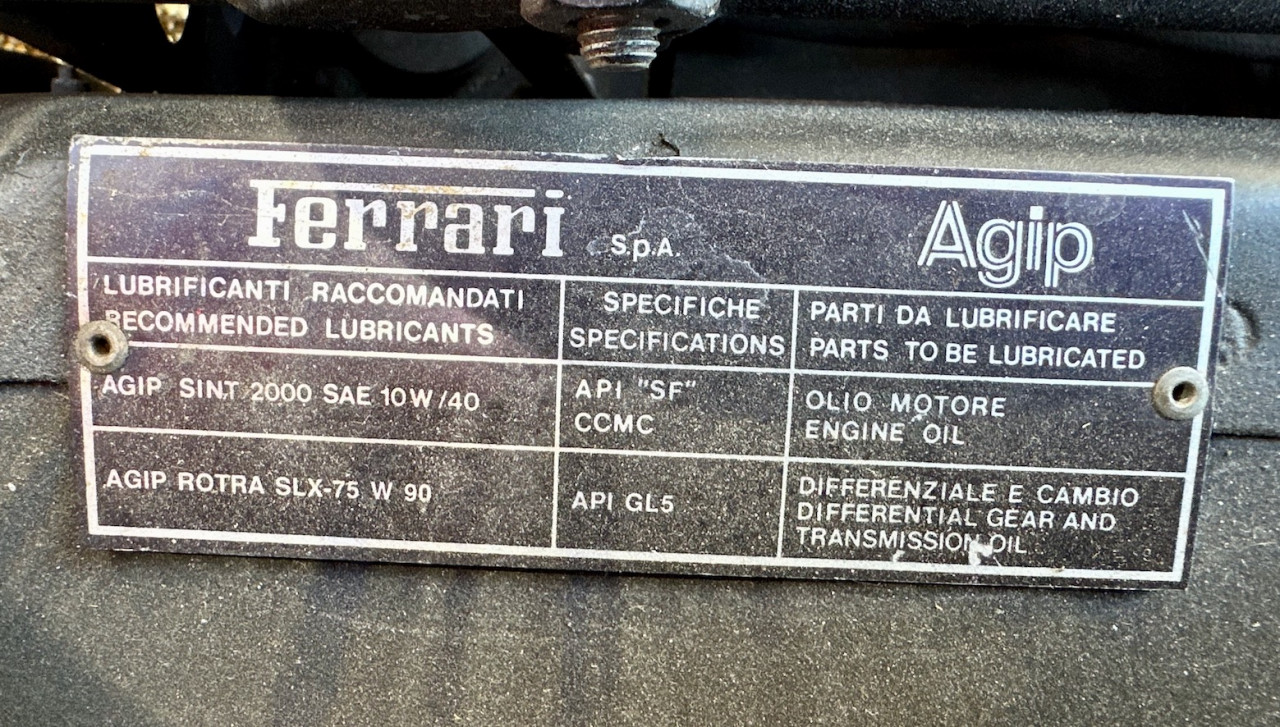 Ferrari S.p.A. Agip
LUBRIFICANTI RACCOMANDATI
RECOMMENDED LUBRICANTS
SPECIFICHE
SPECIFICATIONS
PARTI DA LUBRIFICARE
PARTS TO BE LUBRICATED
AGIP SINT 2000 SAE 10W/40
API "SF"
CCMC
OLIO MOTORE
ENGINE OIL
AGIP ROTRA SLX-75 W 90
API GL5
DIFFERENZIALE E CAMBIO
DIFFERENTIAL GEAR AND
TRANSMISSION OIL